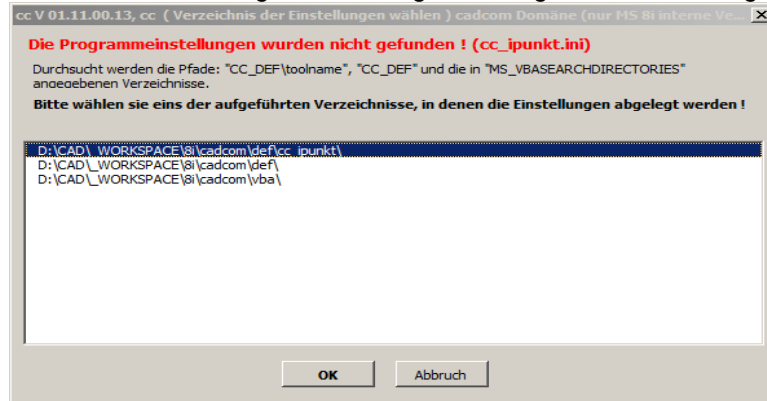 cc V 01.11.00.13, cc ( Verzeichnis der Einstellungen wählen ) cadcom Domäne (nur MS 8i interne Ve...
Die Programmeinstellungen wurden nicht gefunden ! (cc_ipunkt.ini)
Durchsucht werden die Pfade: "CC_DEF\toolname", "CC_DEF" und die in "MS_VBASEARCHDIRECTORIES"
angegebenen Verzeichnisse.
Bitte wählen sie eins der aufgeführten Verzeichnisse, in denen die Einstellungen abgelegt werden !
D:\CAD\_WORKSPACE\8i\cadcom\def\cc_ipunkt\
D:\CAD\_WORKSPACE\8i\cadcom\def\
D:\CAD\_WORKSPACE\8i\cadcom\vba\
OK Abbruch